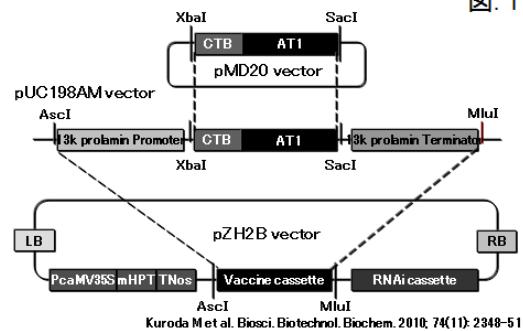 図. 1
XbaI SacI
CTB AT1
pMD20 vector
pUC198AM vector
AscI MluI
13k prolamin Promoter CTB AT1 13k prolamin Terminator
XbaI SacI
pZH2B vector
LB RB
PcaMV35S mHPT TNos Vaccine cassette RNAi cassette
AscI MluI
Kuroda M et al. Biosci. Biotechnol. Biochem. 2010; 74(11): 2348-51